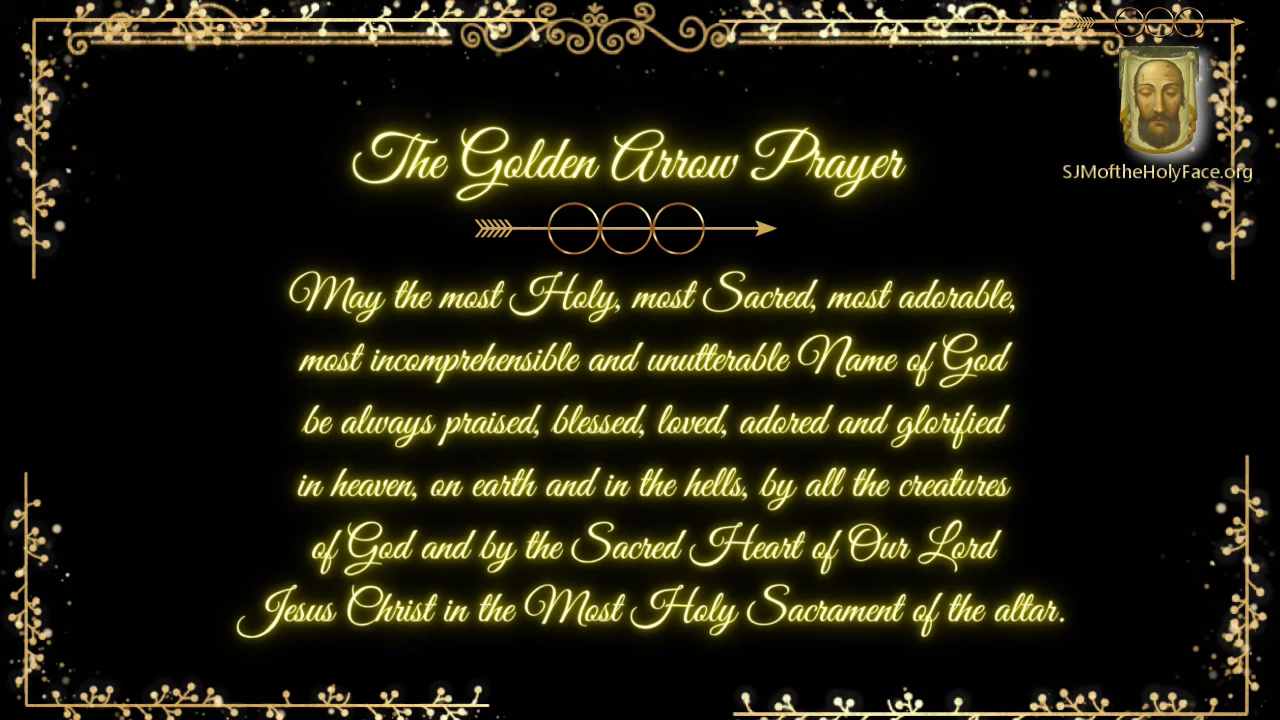 The Golden Arrow Prayer
SJMoftheHolyFace.org
May the most Holy, most Sacred, most adorable,
most incomprehensible and unutterable Name of God
be always praised, blessed, loved, adored and glorified
in heaven, on earth and in the hells, by all the creatures
of God and by the Sacred Heart of Our Lord
Jesus Christ in the Most Holy Sacrament of the altar.